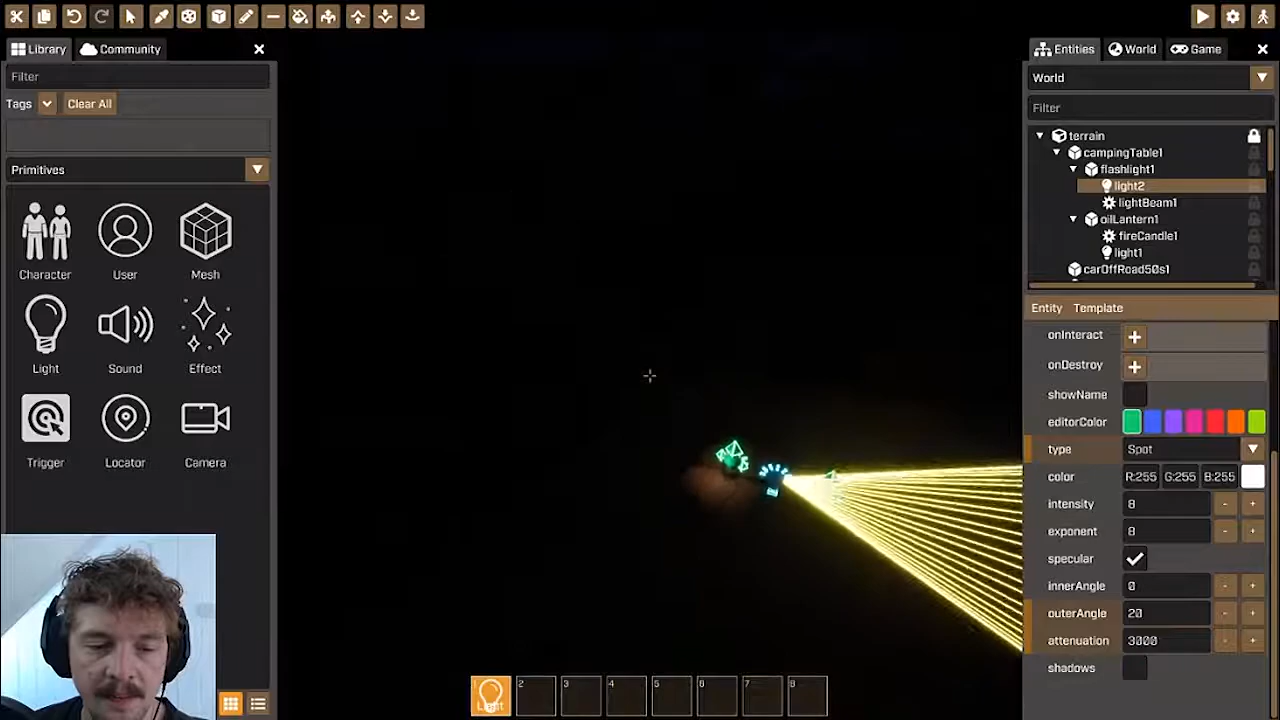 Library
Community
Filter
Tags
Clear All
Primitives
Character
User
Mesh
Light
Sound
Effect
Trigger
Locator
Camera
1
Light
2
3
4
5
6
7
8
Entities
World
Game
World
Filter
terrain
campingTable1
flashlight1
light2
lightBeam1
oilLantern1
fireCandle1
light1
carOffRoad50s1
Entity Template
onInteract +
onDestroy +
showName
editorColor
type Spot
color R:255 G:255 B:255
intensity 8 - +
exponent 8 - +
specular
innerAngle 0 - +
outerAngle 20 - +
attenuation 3000 - +
shadows